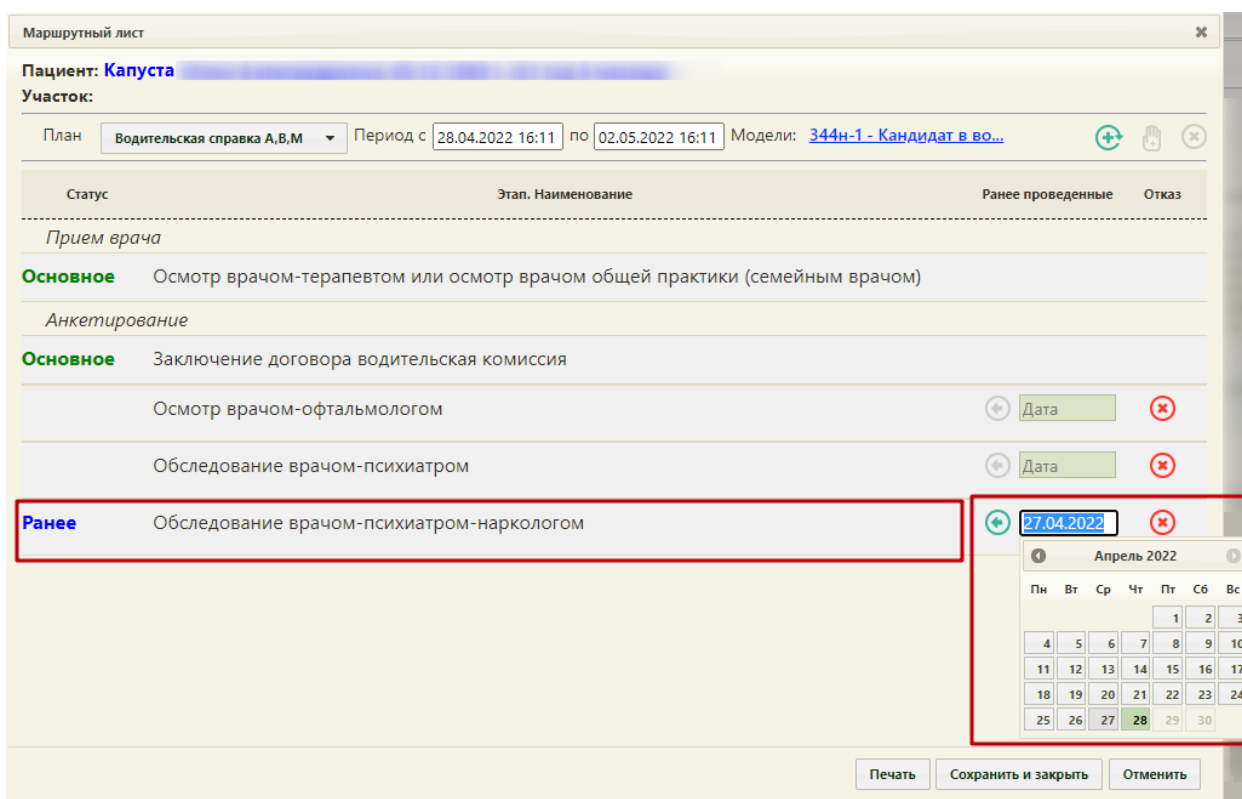 Маршрутный лист
Пациент: Капуста
Участок:
План Водительская справка А,В,М Период с 28.04.2022 16:11 по 02.05.2022 16:11 Модели: 344н-1 - Кандидат в во...
Статус Этап. Наименование Ранее проведенные Отказ
Прием врача
Основное Осмотр врачом-терапевтом или осмотр врачом общей практики (семейным врачом)
Анкетирование
Основное Заключение договора водительская комиссия
Осмотр врачом-офтальмологом Дата
Обследование врачом-психиатром Дата
Ранее Обследование врачом-психиатром-наркологом 27.04.2022
Апрель 2022
Пн Вт Ср Чт Пт Сб Вс
1 2 3
4 5 6 7 8 9 10
11 12 13 14 15 16 17
18 19 20 21 22 23 24
25 26 27 28 29 30
Печать Сохранить и закрыть Отменить